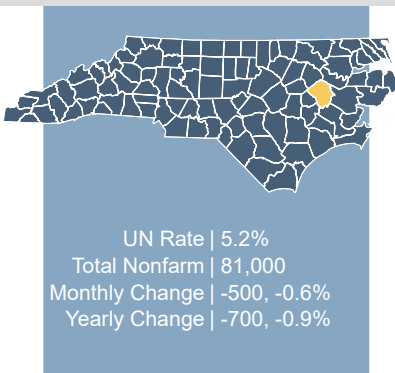 UN Rate | 5.2%
Total Nonfarm | 81,000
Monthly Change | -500, -0.6%
Yearly Change | -700, -0.9%